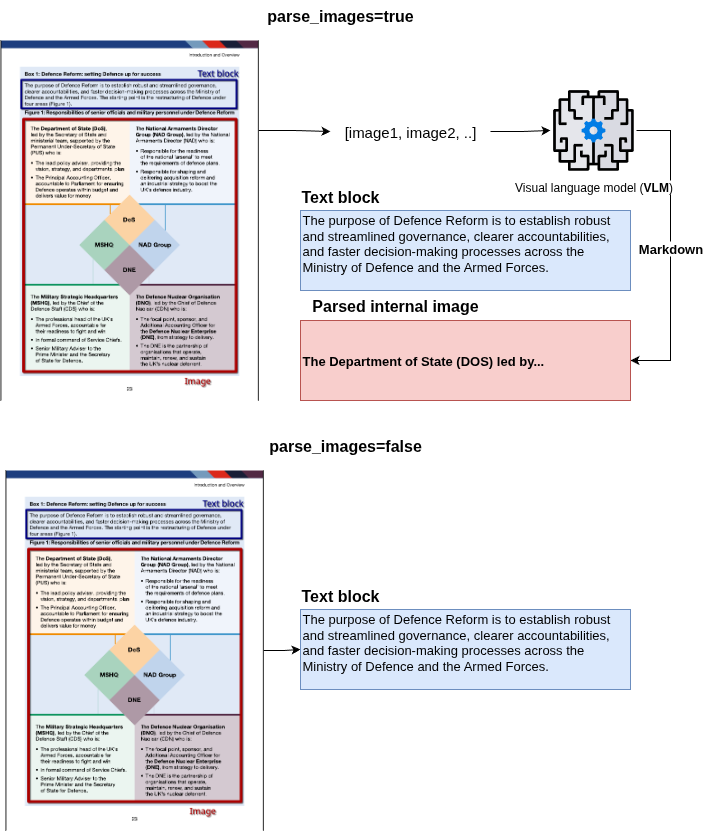 parse_images=true
Introduction and Overview
Box 1: Defence Reform: setting Defence up for success
Text block
The purpose of Defence Reform is to establish robust and streamlined governance,
clearer accountabilities, and faster decision-making processes across the Ministry of
Defence and the Armed Forces. The starting point is the restructuring of Defence under
four areas (Figure 1).
Figure 1: Responsibilities of senior officials and military personnel under Defence Reform
The Department of State (DoS),
led by the Secretary of State and
ministerial team, supported by the
Permanent Under-Secretary of State
(PUS) who is:
• The lead policy adviser, providing the
vision, strategy, and departments plan
• The Principal Accounting Officer,
accountable to Parliament for ensuring
Defence operates within budget and
delivers value for money
The National Armaments Director
Group (NAD Group), led by the National
Armaments Director (NAD) who is:
• Responsible for the readiness
of the national 'arsenal' to meet
the requirements of defence plans.
• Responsible for shaping and
delivering acquisition reform and
an industrial strategy to boost the
UK's defence industry.
DoS
MSHQ
NAD Group
DNE
The Military Strategic Headquarters
(MSHQ), led by the Chief of the
Defence Staff (CDS) who is:
• The professional head of the UK's
Armed Forces, accountable for
their readiness to fight and win
• In formal command of Service Chiefs.
• Senior Military Adviser to the
Prime Minister and the Secretary
of State for Defence.
The Defence Nuclear Organisation
(DNO), led by the Chief of Defence
Nuclear (CDN) who is:
• The focal point, sponsor, and
Additional Accounting Officer for
the Defence Nuclear Enterprise
(DNE), from strategy to delivery.
• The DNE is the partnership of
organisations that operate,
maintain, renew, and sustain
the UK's nuclear deterrent
Image
[image1, image2, ..]
Visual language model (VLM)
Markdown
Text block
The purpose of Defence Reform is to establish robust
and streamlined governance, clearer accountabilities,
and faster decision-making processes across the
Ministry of Defence and the Armed Forces.
Parsed internal image
The Department of State (DOS) led by...
parse_images=false
Introduction and Overview
Box 1: Defence Reform: setting Defence up for success
Text block
The purpose of Defence Reform is to establish robust and streamlined governance,
clearer accountabilities, and faster decision-making processes across the Ministry of
Defence and the Armed Forces. The starting point is the restructuring of Defence under
four areas (Figure 1).
Figure 1: Responsibilities of senior officials and military personnel under Defence Reform
The Department of State (DoS),
led by the Secretary of State and
ministerial team, supported by the
Permanent Under-Secretary of State
(PUS) who is:
• The lead policy adviser, providing the
vision, strategy, and departments plan
• The Principal Accounting Officer,
accountable to Parliament for ensuring
Defence operates within budget and
delivers value for money
The National Armaments Director
Group (NAD Group), led by the National
Armaments Director (NAD) who is:
• Responsible for the readiness
of the national 'arsenal' to meet
the requirements of defence plans.
• Responsible for shaping and
delivering acquisition reform and
an industrial strategy to boost the
UK's defence industry.
DoS
MSHQ
NAD Group
DNE
The Military Strategic Headquarters
(MSHQ), led by the Chief of the
Defence Staff (CDS) who is:
• The professional head of the UK's
Armed Forces, accountable for
their readiness to fight and win
• In formal command of Service Chiefs.
• Senior Military Adviser to the
Prime Minister and the Secretary
of State for Defence.
The Defence Nuclear Organisation
(DNO), led by the Chief of Defence
Nuclear (CDN) who is:
• The focal point, sponsor, and
Additional Accounting Officer for
the Defence Nuclear Enterprise
(DNE), from strategy to delivery.
• The DNE is the partnership of
organisations that operate,
maintain, renew, and sustain
the UK's nuclear deterrent
Image
Text block
The purpose of Defence Reform is to establish robust
and streamlined governance, clearer accountabilities,
and faster decision-making processes across the
Ministry of Defence and the Armed Forces.